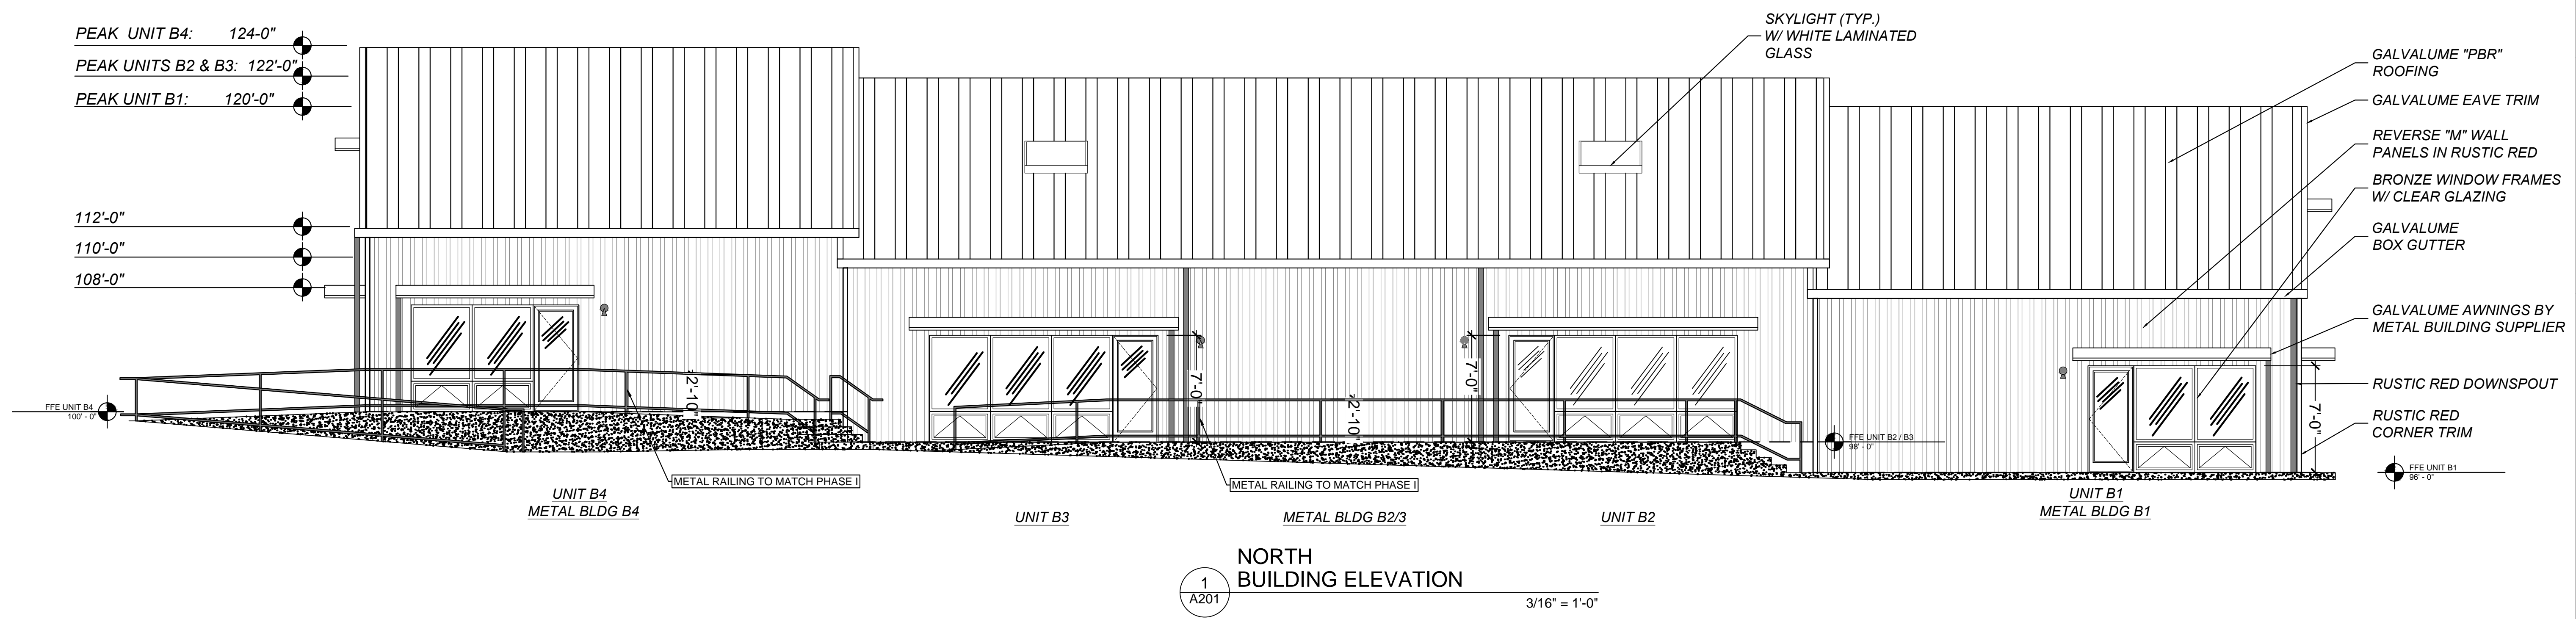 PEAK UNIT B4: 124-0"
PEAK UNITS B2 & B3: 122'-0"
PEAK UNIT B1: 120'-0"
112'-0"
110'-0"
108'-0"
FFE UNIT B4
100' - 0"
SKYLIGHT (TYP.)
W/ WHITE LAMINATED
GLASS
GALVALUME "PBR"
ROOFING
GALVALUME EAVE TRIM
REVERSE "M" WALL
PANELS IN RUSTIC RED
BRONZE WINDOW FRAMES
W/ CLEAR GLAZING
GALVALUME
BOX GUTTER
GALVALUME AWNINGS BY
METAL BUILDING SUPPLIER
RUSTIC RED DOWNSPOUT
RUSTIC RED
CORNER TRIM
2'-10"
7'-0"
2'-10"
7'-0"
7'-0"
FFE UNIT B2 / B3
98' - 0"
FFE UNIT B1
96' - 0"
METAL RAILING TO MATCH PHASE I
METAL RAILING TO MATCH PHASE I
UNIT B4
METAL BLDG B4
UNIT B3
METAL BLDG B2/3
UNIT B2
UNIT B1
METAL BLDG B1
1
A201
NORTH
BUILDING ELEVATION
3/16" = 1'-0"